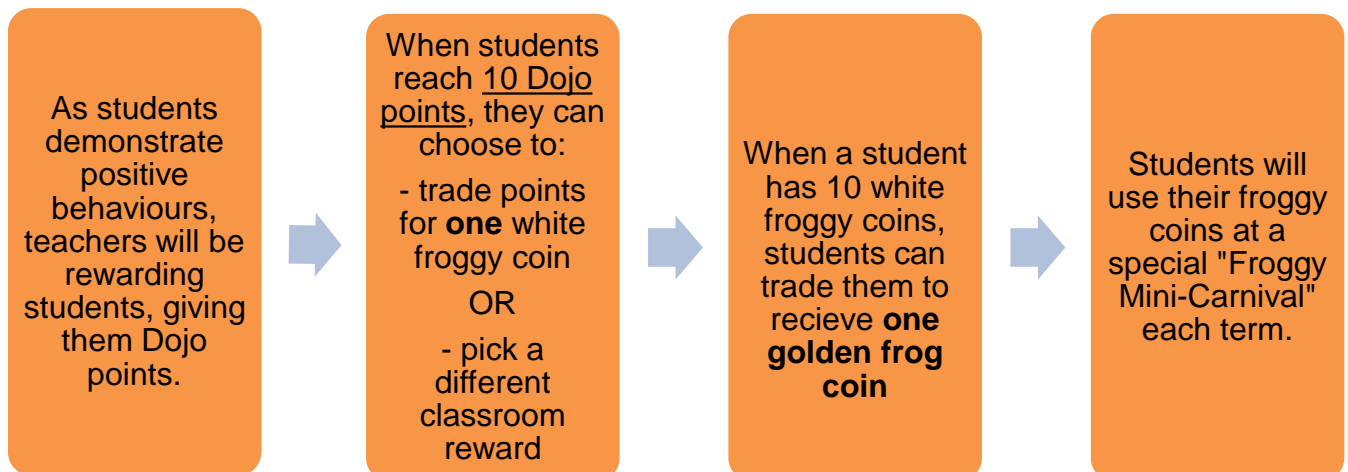 As students
demonstrate
positive
behaviours,
teachers will be
rewarding
students, giving
them Dojo
points.
When students
reach 10 Dojo
points, they can
choose to:
- trade points
for one white
froggy coin
OR
- pick a
different
classroom
reward
When a student
has 10 white
froggy coins,
students can
trade them to
recieve one
golden frog
coin
Students will
use their froggy
coins at a
special "Froggy
Mini-Carnival"
each term.